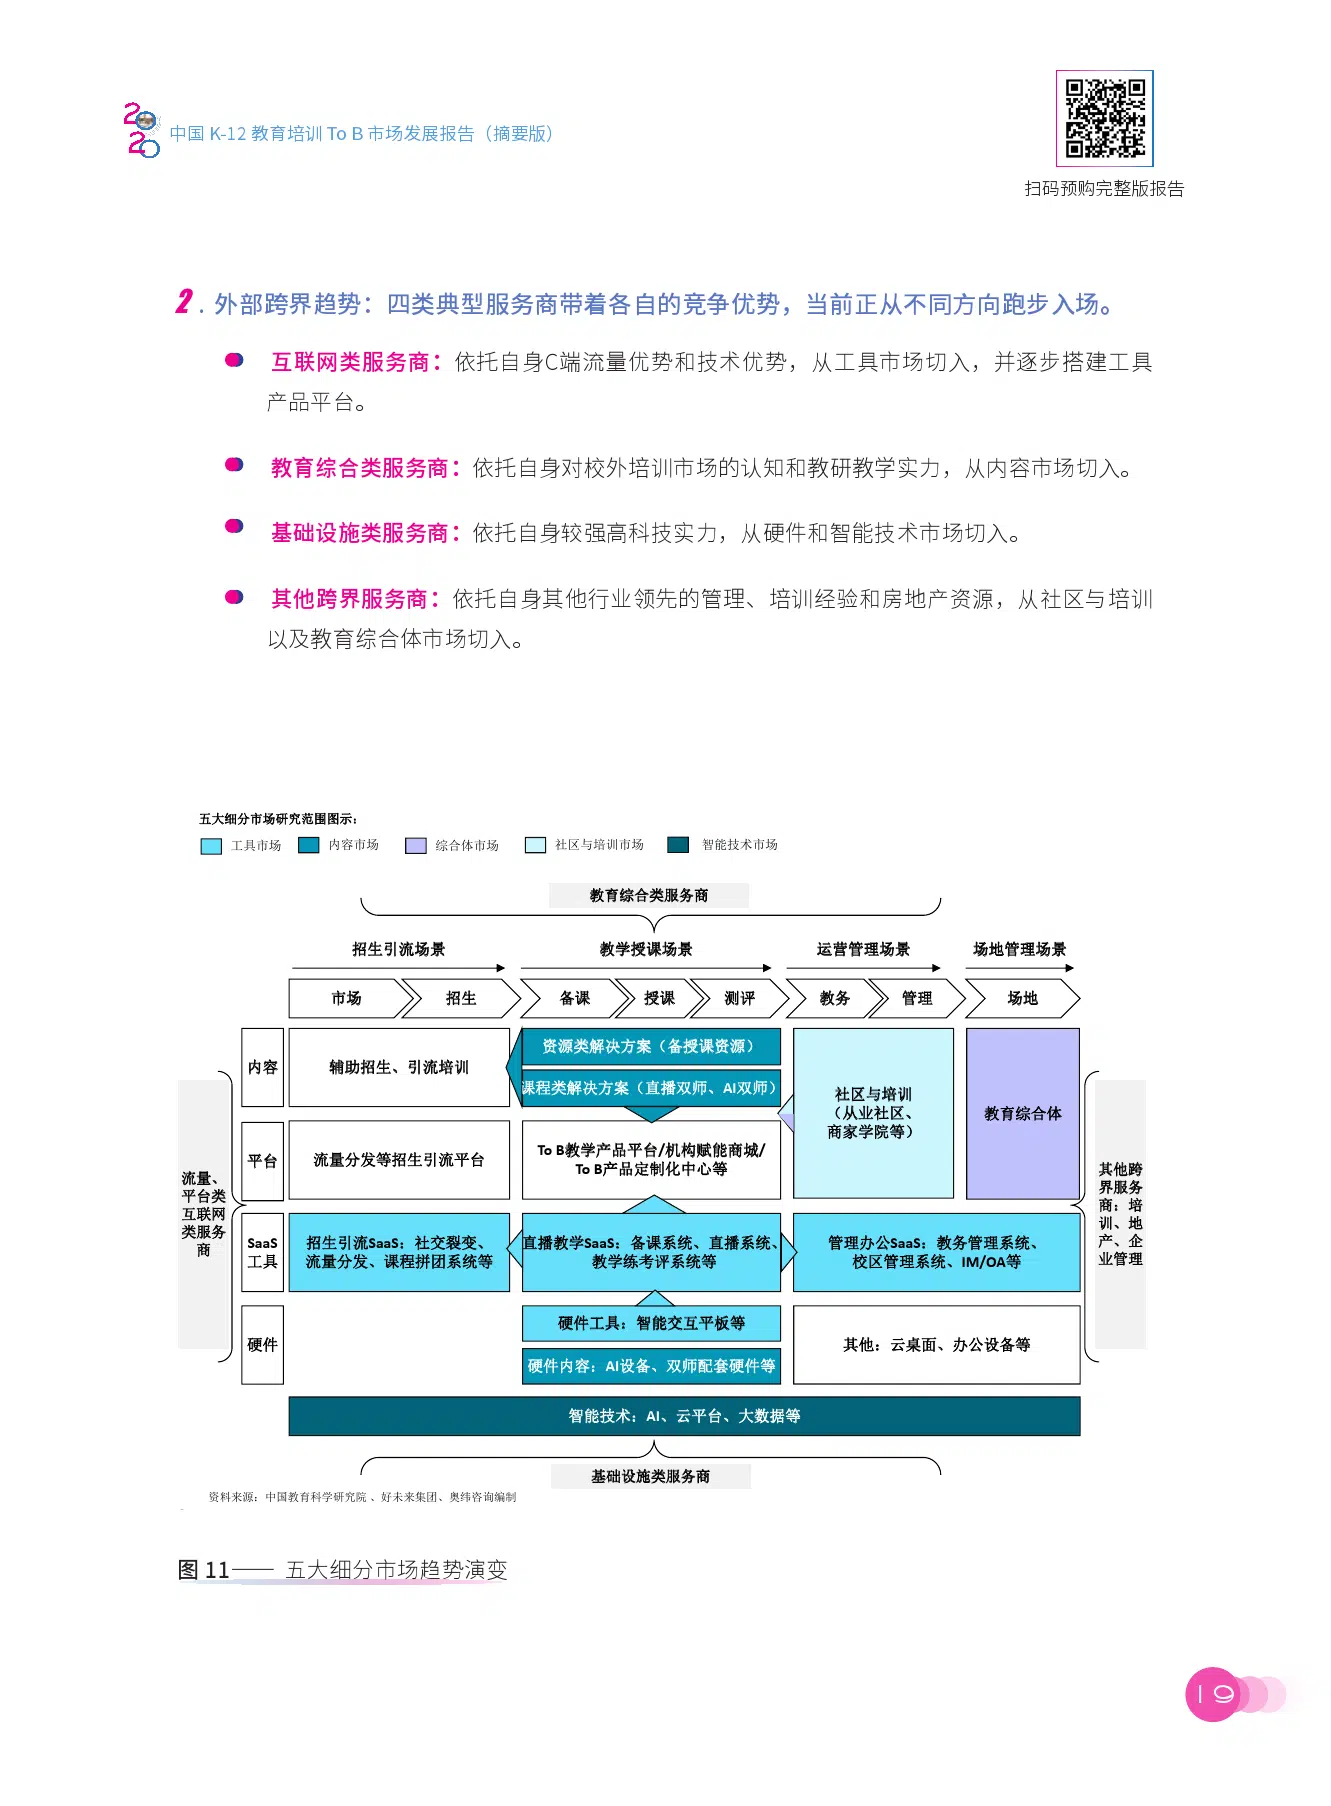 2020
中国 K-12 教育培训 To B 市场发展报告（摘要版）
扫码预购完整版报告
2. 外部跨界趋势：四类典型服务商带着各自的竞争优势，当前正从不同方向跑步入场。
互联网类服务商：依托自身C端流量优势和技术优势，从工具市场切入，并逐步搭建工具
产品平台。
教育综合类服务商：依托自身对校外培训市场的认知和教研教学实力，从内容市场切入。
基础设施类服务商：依托自身较强高科技实力，从硬件和智能技术市场切入。
其他跨界服务商：依托自身其他行业领先的管理、培训经验和房地产资源，从社区与培训
以及教育综合体市场切入。
五大细分市场研究范围图示：
工具市场 内容市场 综合体市场 社区与培训市场 智能技术市场
教育综合类服务商
招生引流场景 教学授课场景 运营管理场景 场地管理场景
市场 招生 备课 授课 测评 教务 管理 场地
内容
辅助招生、引流培训
资源类解决方案（备授课资源）
课程类解决方案（直播双师、AI双师）
社区与培训
（从业社区、
商家学院等）
教育综合体
平台
流量分发等招生引流平台
To B教学产品平台/机构赋能商城/
To B产品定制化中心等
流量、
平台类
互联网
类服务
商
其他跨
界服务
商：培
训、地
产、企
业管理
SaaS
工具
招生引流SaaS：社交裂变、
流量分发、课程拼团系统等
直播教学SaaS：备课系统、直播系统、
教学练考评系统等
管理办公SaaS：教务管理系统、
校区管理系统、IM/OA等
硬件
硬件工具：智能交互平板等
硬件内容：AI设备、双师配套硬件等
其他：云桌面、办公设备等
智能技术：AI、云平台、大数据等
基础设施类服务商
资料来源：中国教育科学研究院 、好未来集团、奥纬咨询编制
图 11—— 五大细分市场趋势演变
19